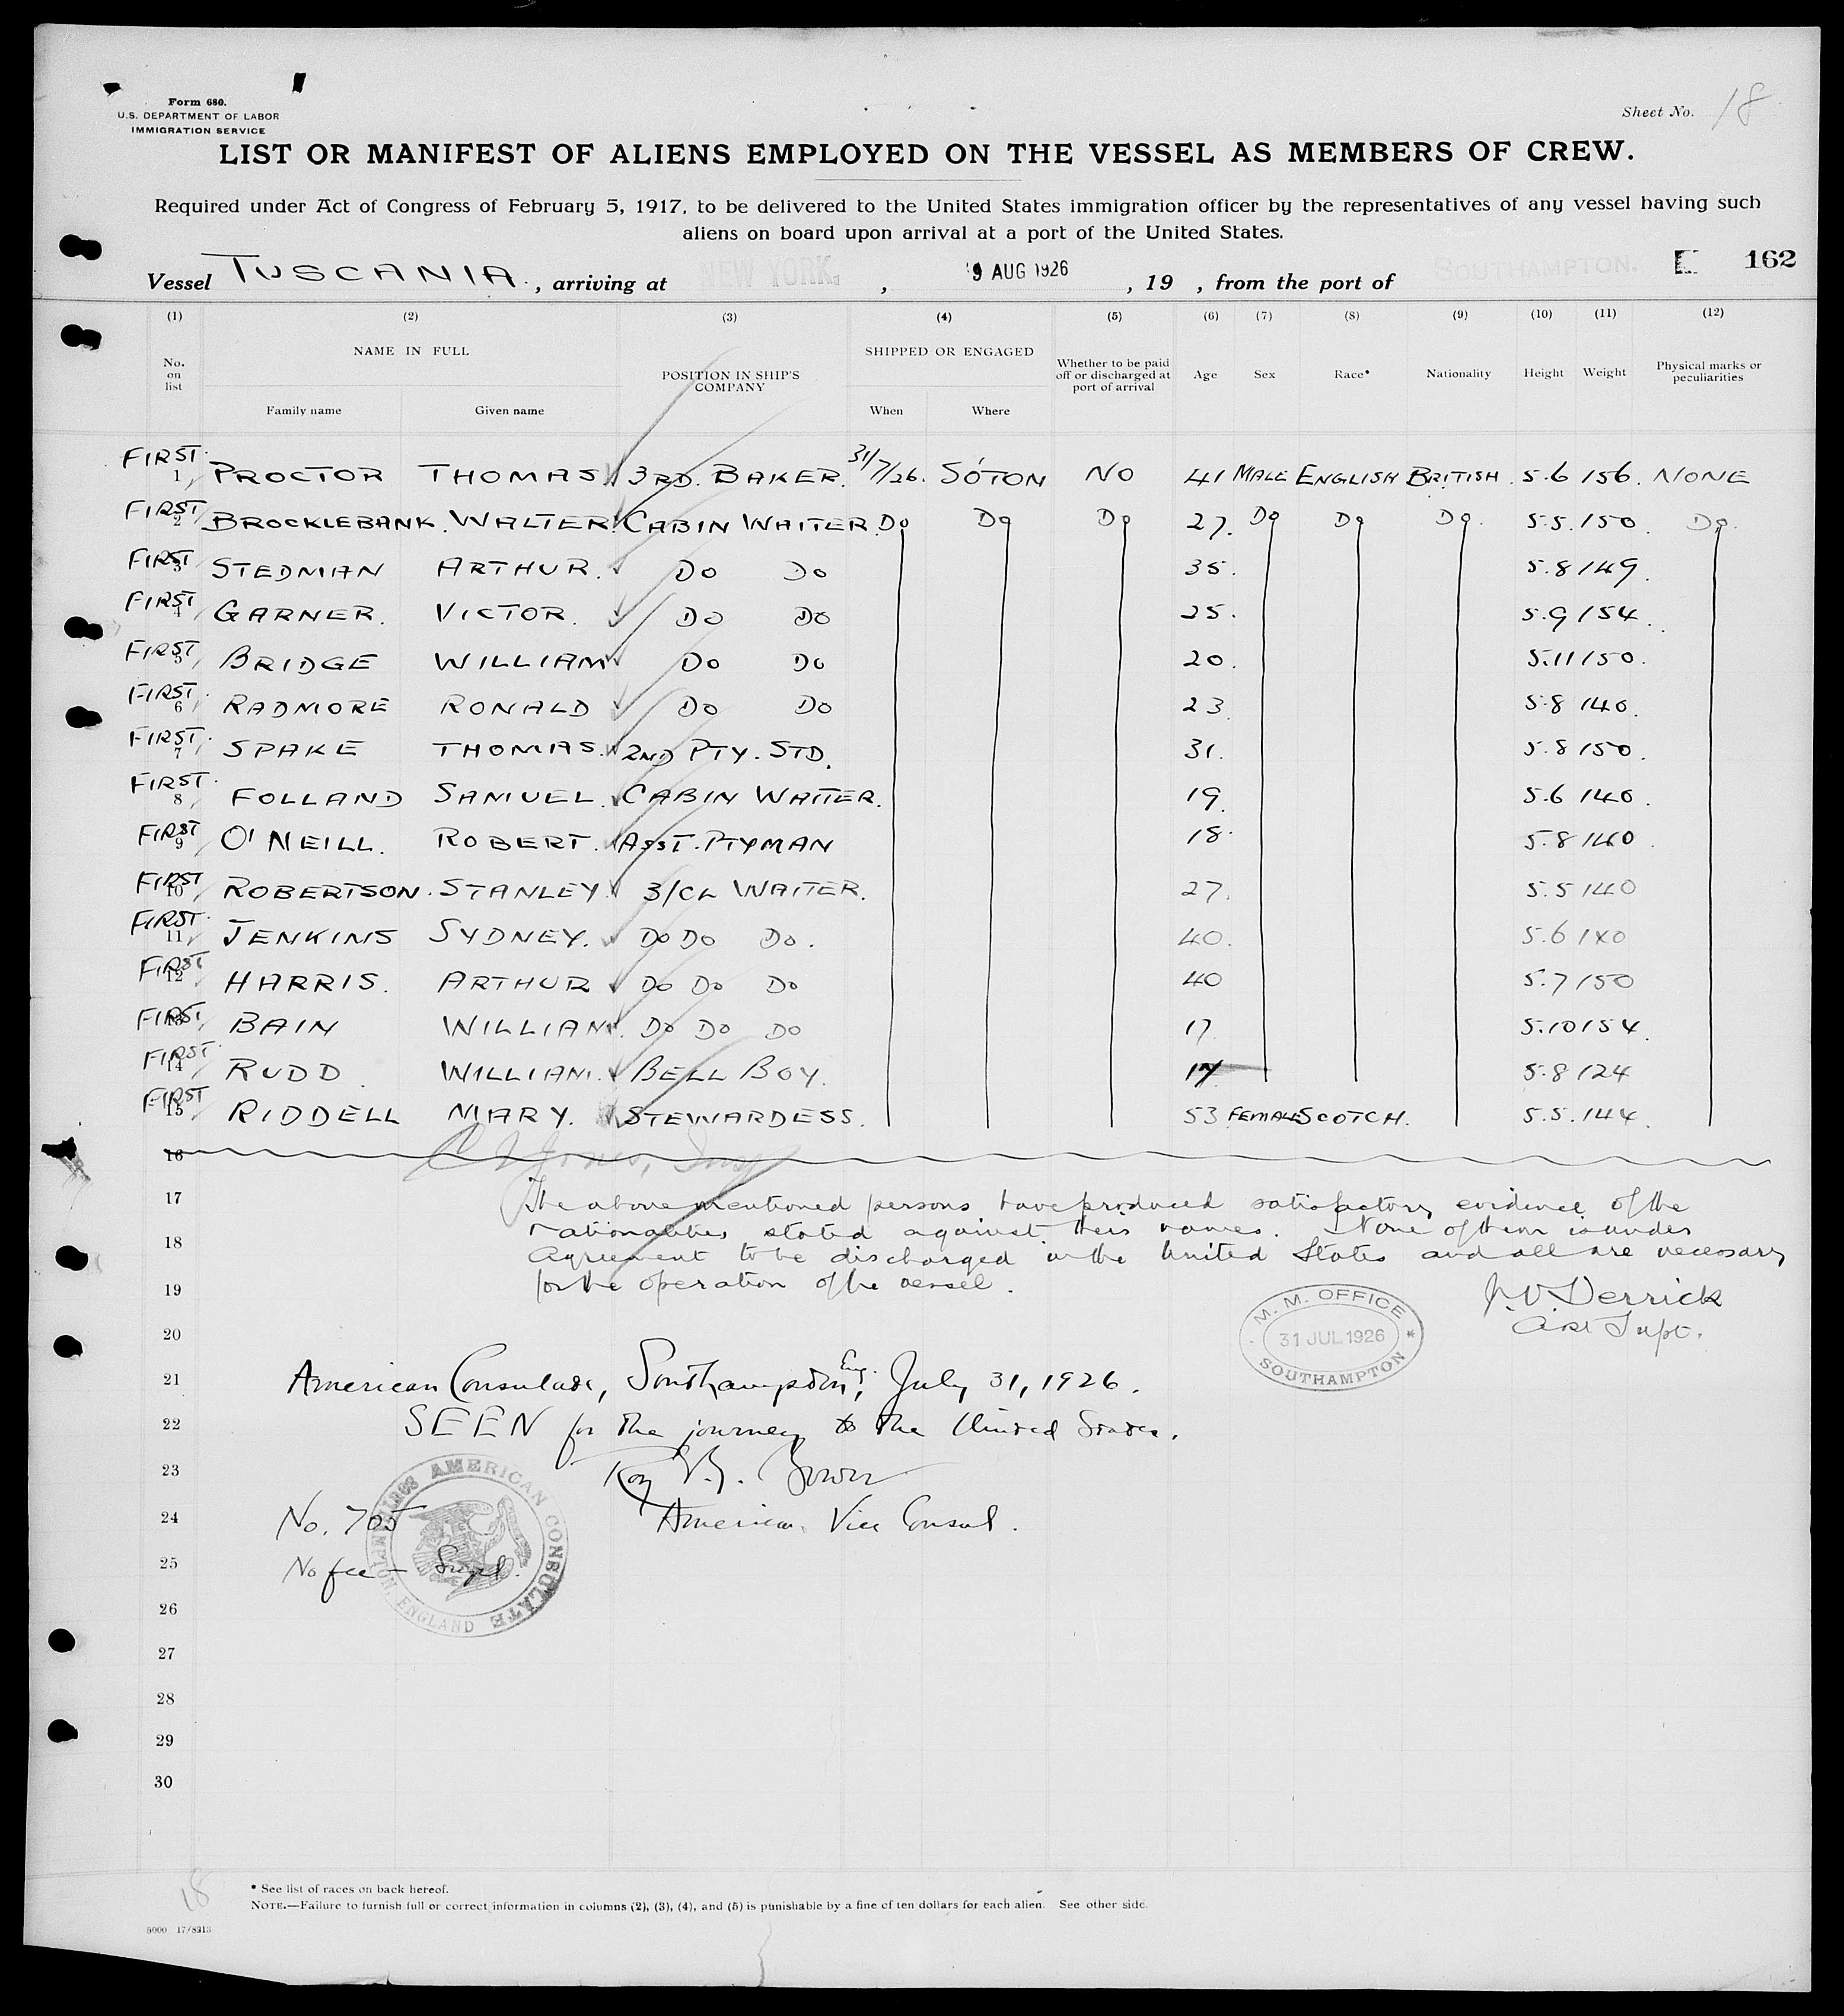 Form 680.
U.S. DEPARTMENT OF LABOR
IMMIGRATION SERVICE
Sheet No. 18
LIST OR MANIFEST OF ALIENS EMPLOYED ON THE VESSEL AS MEMBERS OF CREW.
Required under Act of Congress of February 5, 1917, to be delivered to the United States immigration officer by the representatives of any vessel having such
aliens on board upon arrival at a port of the United States.
Vessel TUSCANIA., arriving at NEW YORK, , 9 AUG 1926, 19 , from the port of SOUTHAMPTON. 162
(1) (2) (3) (4) (5) (6) (7) (8) (9) (10) (11) (12)
No. on list NAME IN FULL POSITION IN SHIP'S COMPANY SHIPPED OR ENGAGED Whether to be paid off or discharged at port of arrival Age Sex Race* Nationality Height Weight Physical marks or peculiarities
Family name Given name When Where
FIRST 1 PROCTOR THOMAS 3RD. BAKER. 31/7/26. SOTON NO 41 MALE ENGLISH BRITISH 5.6 156. NONE
FIRST 2 BROCKLEBANK. WALTER CABIN WAITER. Do Do Do 27. Do Do Do. 5.5. 150. Do.
FIRST 3 STEDMAN ARTHUR. Do Do 35. 5.8 149.
FIRST 4 GARNER. VICTOR. Do Do 25. 5.9 154.
FIRST 5 BRIDGE WILLIAM Do Do 20. 5.11 150.
FIRST 6 RADMORE RONALD Do Do 23 5.8 140.
FIRST 7 SPAKE THOMAS. 2ND PTY. STD. 31. 5.8 150.
FIRST 8 FOLLAND SAMUEL. CABIN WAITER. 19. 5.6 140.
FIRST 9 O'NEILL. ROBERT. ASST. PTYMAN 18. 5.8 140.
FIRST 10 ROBERTSON. STANLEY 3/CL WAITER. 27. 5.5 140
FIRST 11 JENKINS SYDNEY. Do Do Do. 40. 5.6 140
FIRST 12 HARRIS. ARTHUR Do Do Do 40 5.7 150
FIRST 13 BAIN WILLIAM. Do Do Do 17. 5.10 154.
FIRST 14 RUDD. WILLIAM. BELL BOY. 17. 5.8 124
FIRST 15 RIDDELL MARY. STEWARDESS. 53 FEMALE SCOTCH. 5.5. 144.
16
Jones, Insp
17
The above mentioned persons have produced satisfactory evidence of the
nationalities stated against their names. None of them is under
18
Agreement to be discharged in the United States and all are necessary
for the operation of the vessel.
19
J. V. Derrick
Asst Supt.
M. M. OFFICE
31 JUL 1926
SOUTHAMPTON
20
21 American Consulate, Southampton, Eng. July 31, 1926.
22 SEEN for the journey to the United States.
23 Roy Bower
24 No. 705 American Vice Consul.
25 No fee –
AMERICAN CONSULATE
SOUTHAMPTON, ENGLAND
26
27
28
29
30
18
* See list of races on back hereof.
NOTE.—Failure to furnish full or correct information in columns (2), (3), (4), and (5) is punishable by a fine of ten dollars for each alien. See other side.
5000 17/8313